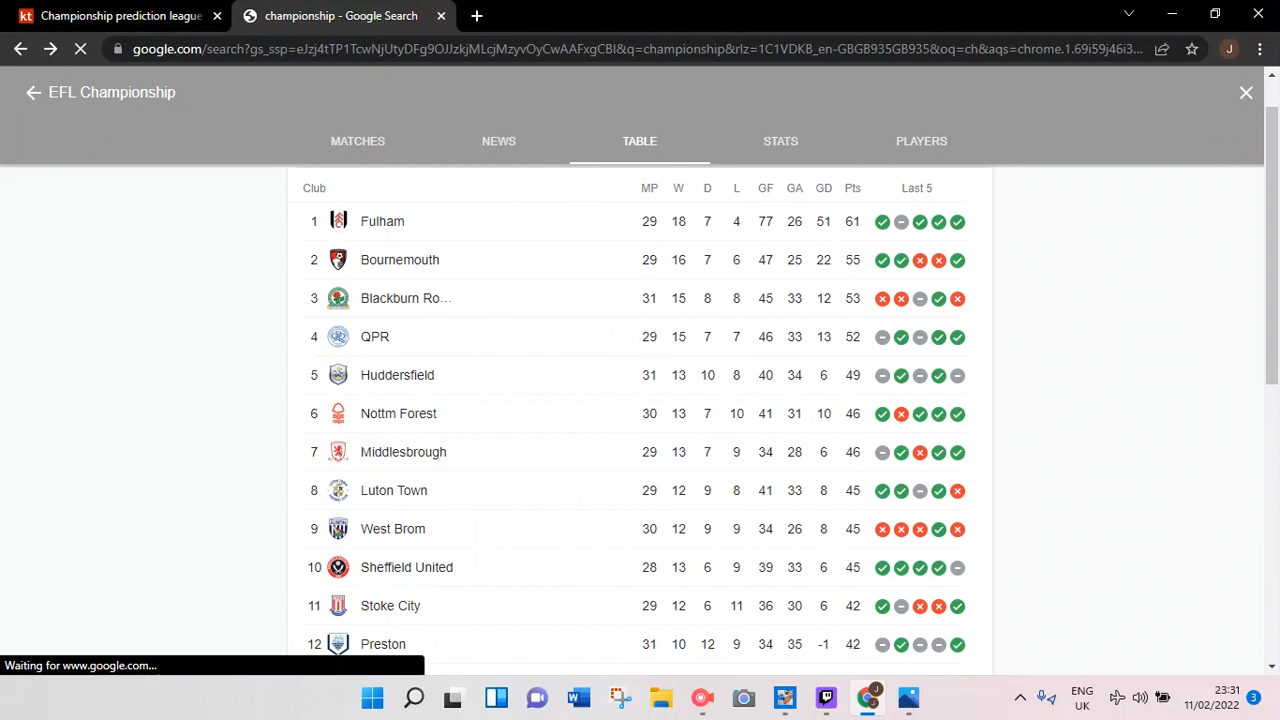 kt Championship prediction league championship - Google Search
google.com/search?gs_ssp=eJzj4tTP1TcwNjUtyDFg9OJJzkjMLcjMzyvOyCwAAFxgCBI&q=championship&rlz=1C1VDKB_en-GBGB935GB935&oq=ch&aqs=chrome.1.69i59j46i3... J
EFL Championship
MATCHES NEWS TABLE STATS PLAYERS
Club MP W D L GF GA GD Pts Last 5
1 Fulham 29 18 7 4 77 26 51 61
2 Bournemouth 29 16 7 6 47 25 22 55
3 Blackburn Ro... 31 15 8 8 45 33 12 53
4 QPR 29 15 7 7 46 33 13 52
5 Huddersfield 31 13 10 8 40 34 6 49
6 Nottm Forest 30 13 7 10 41 31 10 46
7 Middlesbrough 29 13 7 9 34 28 6 46
8 Luton Town 29 12 9 8 41 33 8 45
9 West Brom 30 12 9 9 34 26 8 45
10 Sheffield United 28 13 6 9 39 33 6 45
11 Stoke City 29 12 6 11 36 30 6 42
12 Preston 31 10 12 9 34 35 -1 42
Waiting for www.google.com...
ENG 23:31
UK 11/02/2022 3